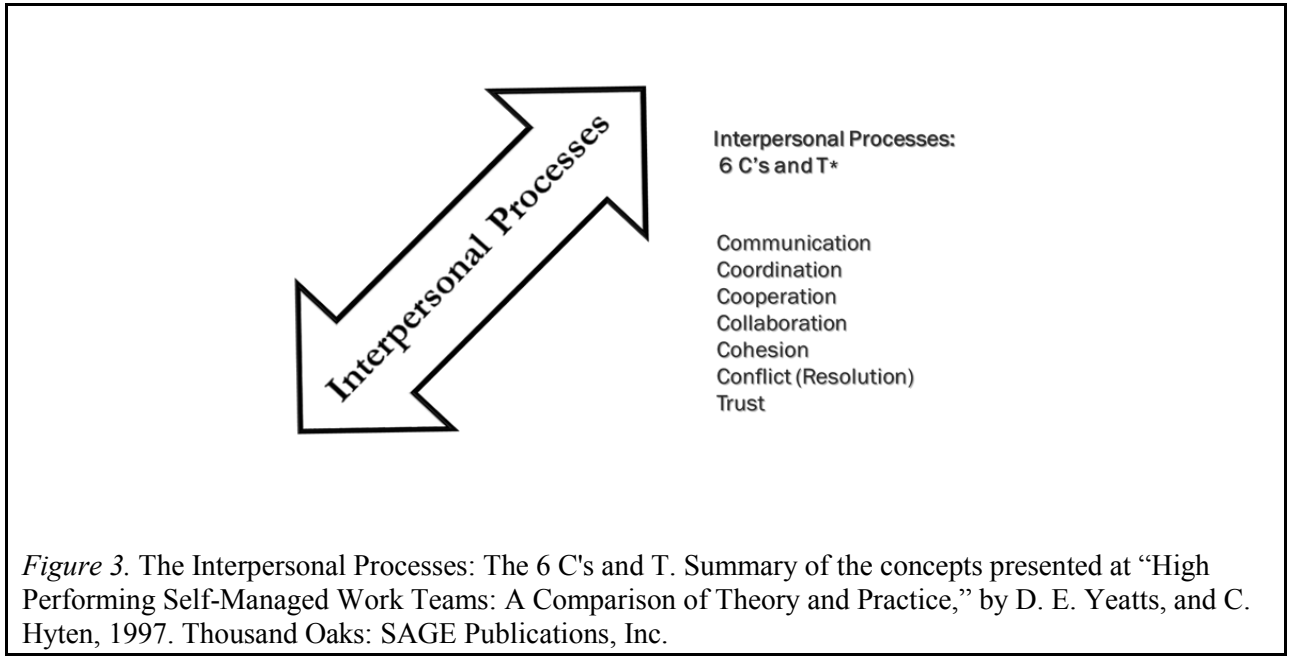 Interpersonal Processes
Interpersonal Processes:
6 C's and T*
Communication
Coordination
Cooperation
Collaboration
Cohesion
Conflict (Resolution)
Trust
Figure 3. The Interpersonal Processes: The 6 C's and T. Summary of the concepts presented at “High
Performing Self-Managed Work Teams: A Comparison of Theory and Practice,” by D. E. Yeatts, and C.
Hyten, 1997. Thousand Oaks: SAGE Publications, Inc.